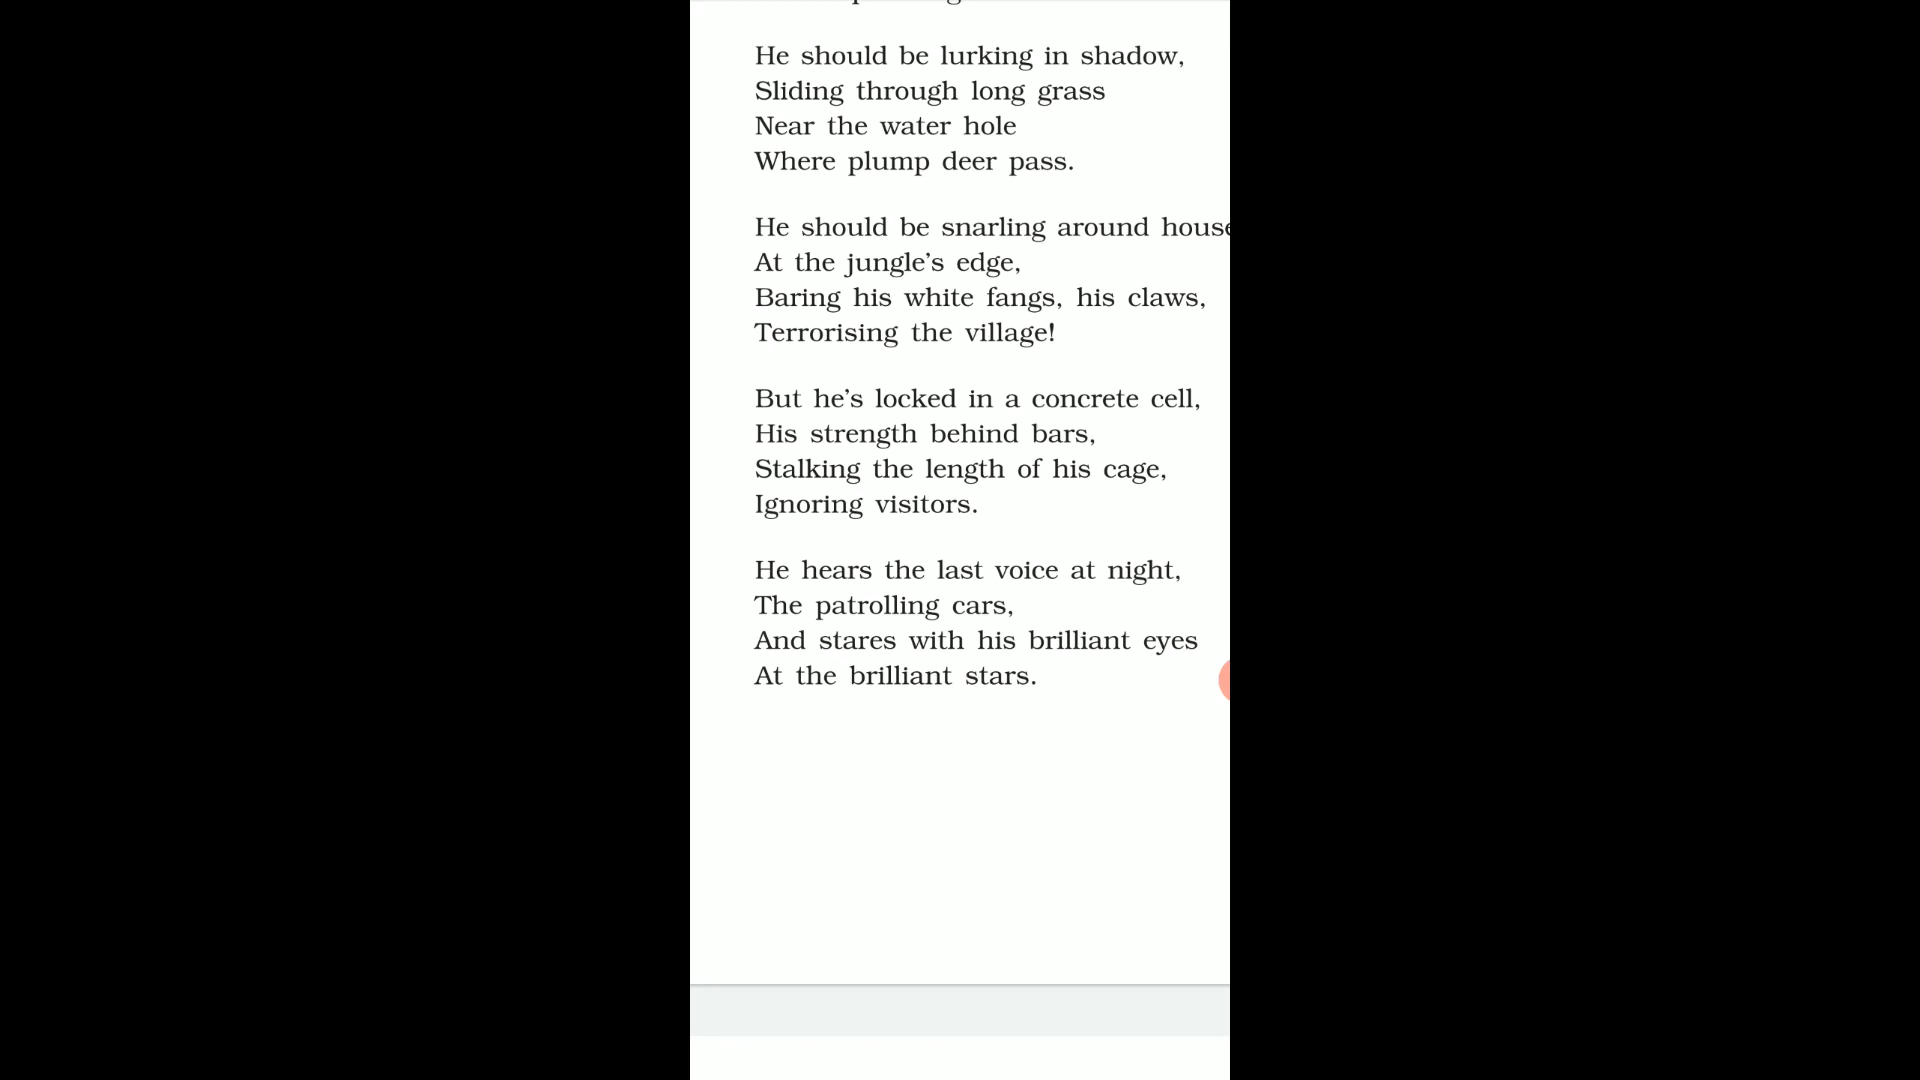 He should be lurking in shadow,
Sliding through long grass
Near the water hole
Where plump deer pass.
He should be snarling around house
At the jungle's edge,
Baring his white fangs, his claws,
Terrorising the village!
But he's locked in a concrete cell,
His strength behind bars,
Stalking the length of his cage,
Ignoring visitors.
He hears the last voice at night,
The patrolling cars,
And stares with his brilliant eyes
At the brilliant stars.